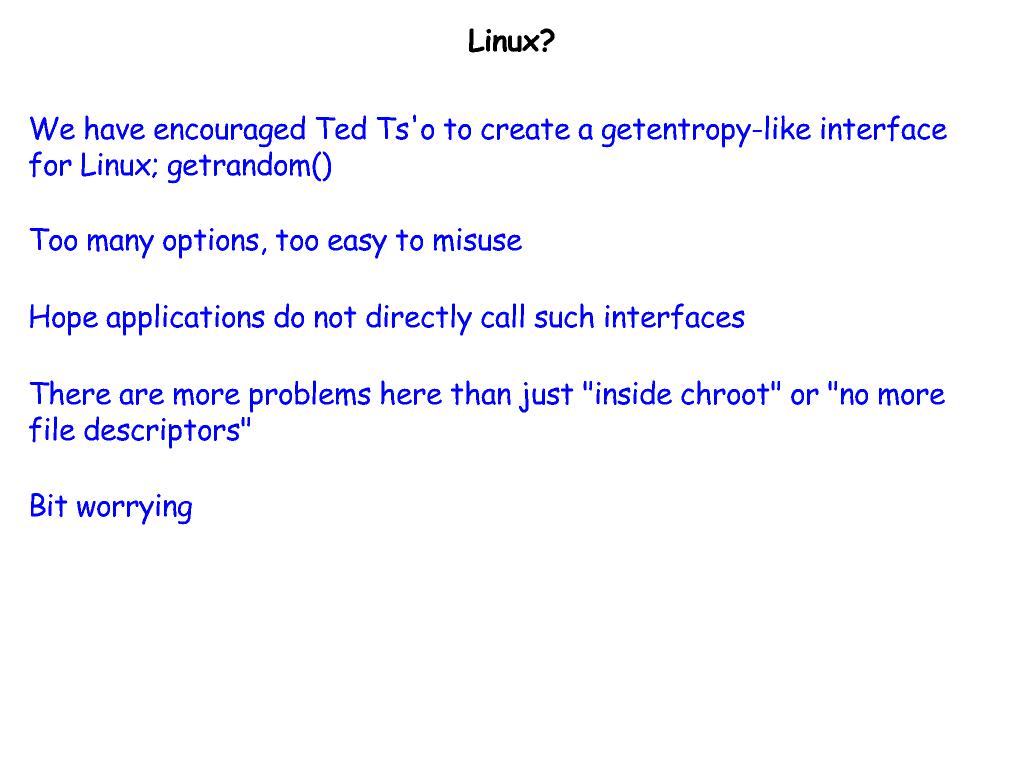 Linux?
We have encouraged Ted Ts'o to create a getentropy-like interface
for Linux; getrandom()
Too many options, too easy to misuse
Hope applications do not directly call such interfaces
There are more problems here than just "inside chroot" or "no more
file descriptors"
Bit worrying